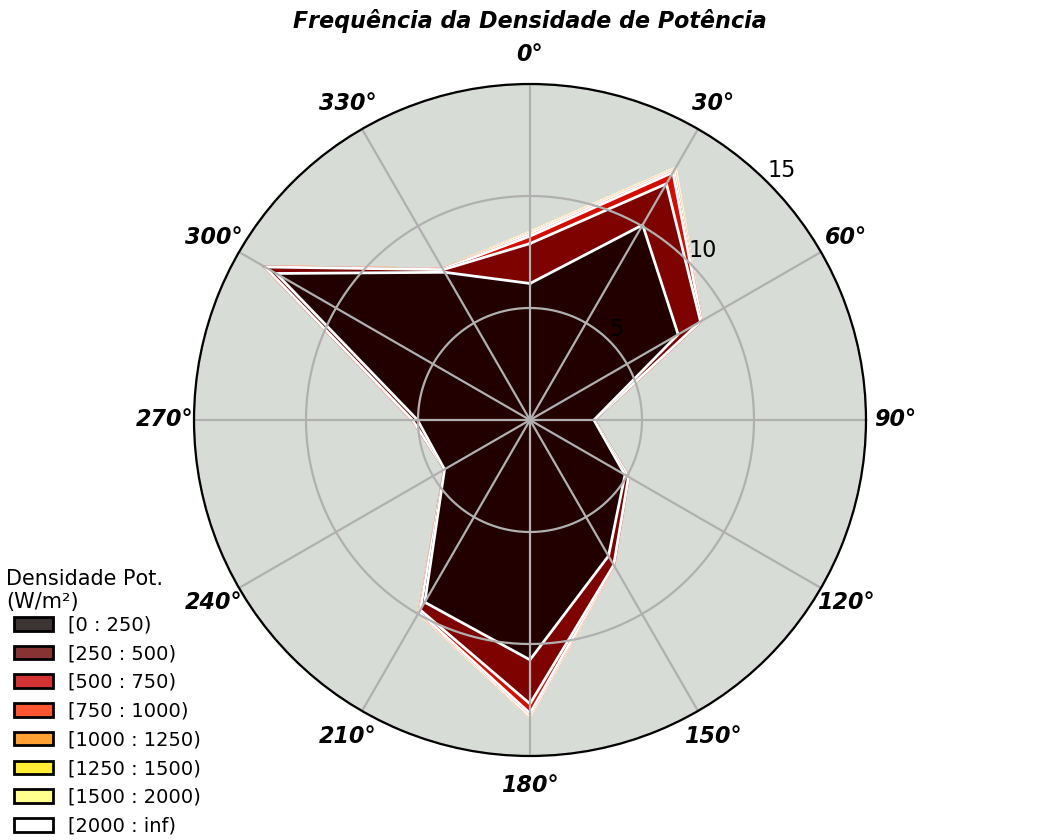 Frequência da Densidade de Potência
0°
330°
30°
15
300°
60°
10
5
270°
90°
240°
120°
210°
150°
180°
Densidade Pot.
(W/m²)
[0 : 250)
[250 : 500)
[500 : 750)
[750 : 1000)
[1000 : 1250)
[1250 : 1500)
[1500 : 2000)
[2000 : inf)